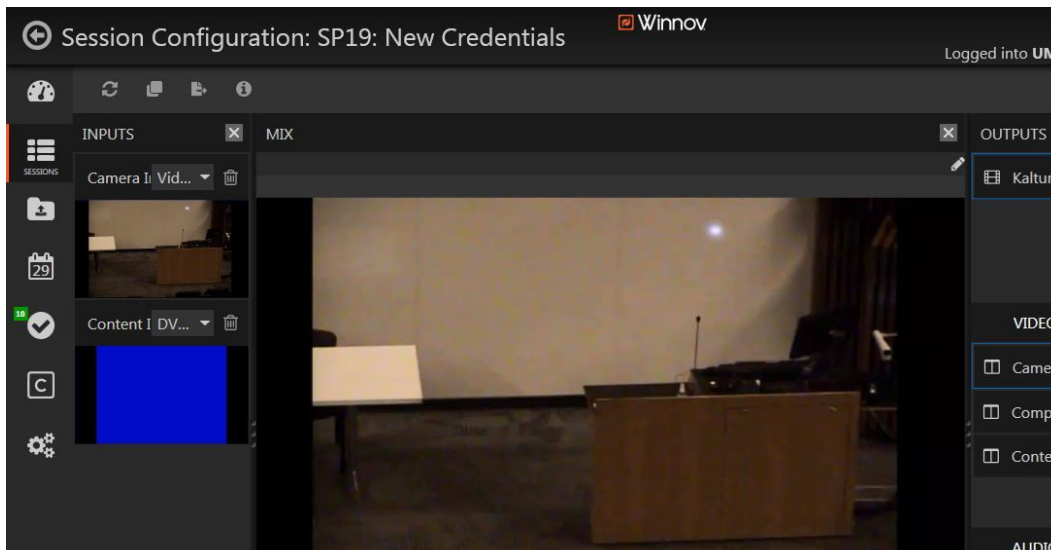 Session Configuration: SP19: New Credentials
Winnov
Logged into UM
SESSIONS
29
10
C
INPUTS
Camera I Vid...
Content I DV...
MIX
OUTPUTS
Kaltur
VIDEO
Came
Comp
Conte
AUDIO